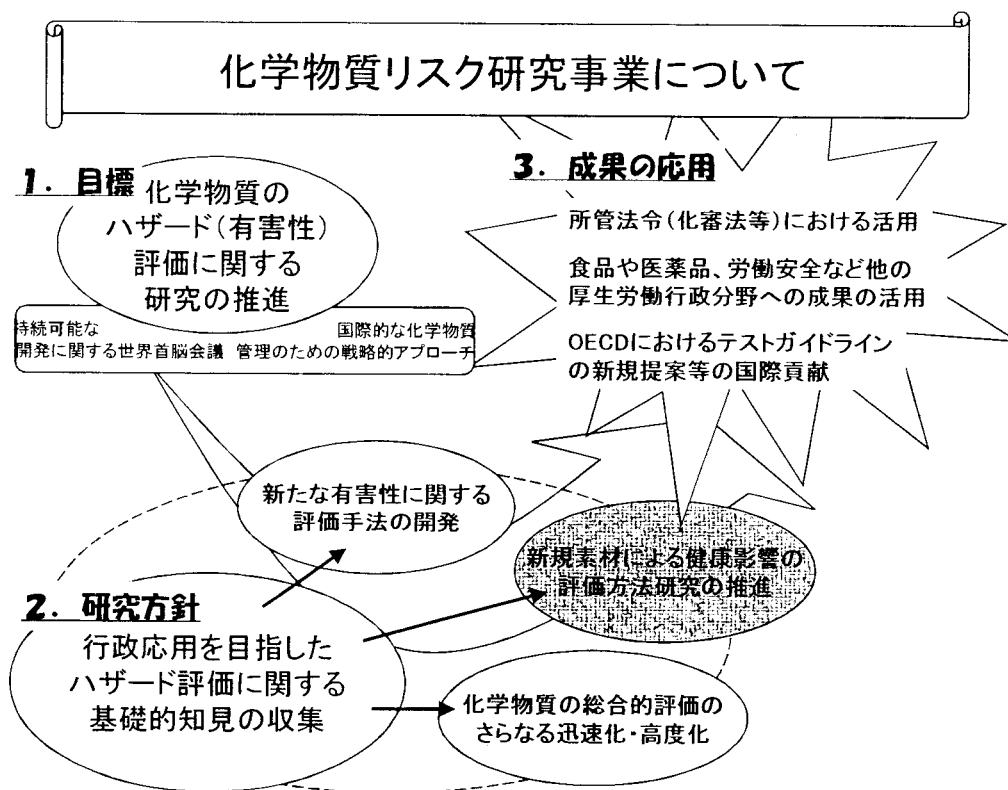 化学物質リスク研究事業について
1. 目標
化学物質の
ハザード(有害性)
評価に関する
研究の推進
持続可能な
開発に関する世界首脳会議
国際的な化学物質
管理のための戦略的アプローチ
3. 成果の応用
所管法令(化審法等)における活用
食品や医薬品、労働安全など他の
厚生労働行政分野への成果の活用
OECDにおけるテストガイドライン
の新規提案等の国際貢献
新たな有害性に関する
評価手法の開発
新規素材による健康影響の
評価方法研究の推進
2. 研究方針
行政応用を目指した
ハザード評価に関する
基礎的知見の収集
化学物質の総合的評価の
さらなる迅速化・高度化